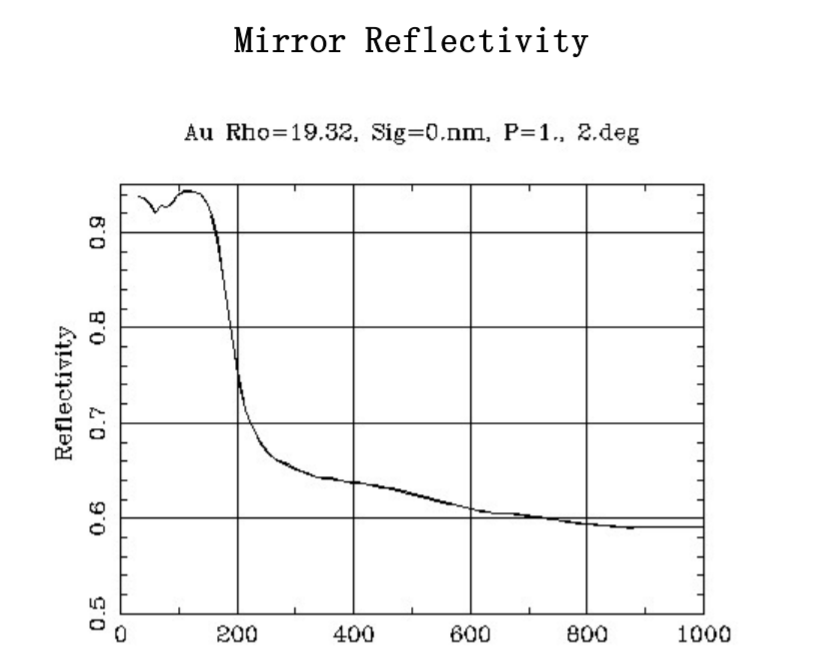 Mirror Reflectivity
Au Rho=19.32, Sig=0.nm, P=1., 2.deg
0.9
0.8
0.7
0.6
0.5
Reflectivity
0 200 400 600 800 1000